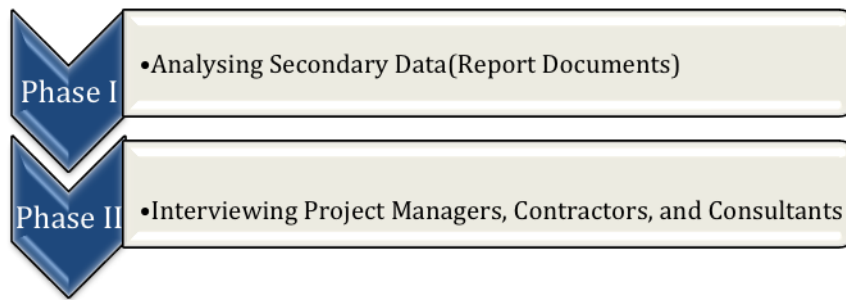 Phase I
•Analysing Secondary Data(Report Documents)
Phase II
•Interviewing Project Managers, Contractors, and Consultants